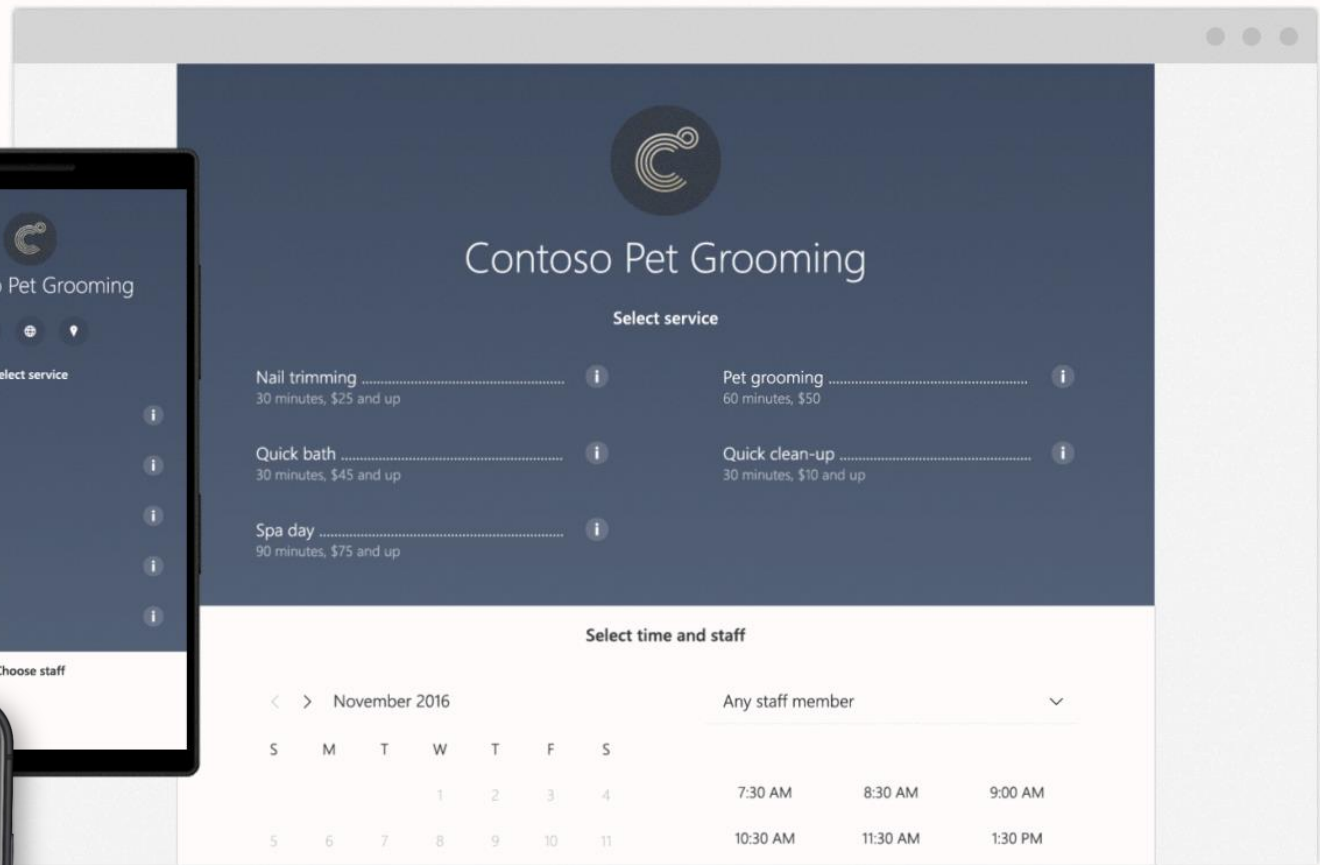 Contoso Pet Grooming
Select service
Nail trimming
30 minutes, $25 and up
Pet grooming
60 minutes, $50
Quick bath
30 minutes, $45 and up
Quick clean-up
30 minutes, $10 and up
Spa day
90 minutes, $75 and up
Select time and staff
< > November 2016
Any staff member
S M T W T F S
1 2 3 4
5 6 7 8 9 10 11
7:30 AM 8:30 AM 9:00 AM
10:30 AM 11:30 AM 1:30 PM
Pet Grooming
elect service
Choose staff